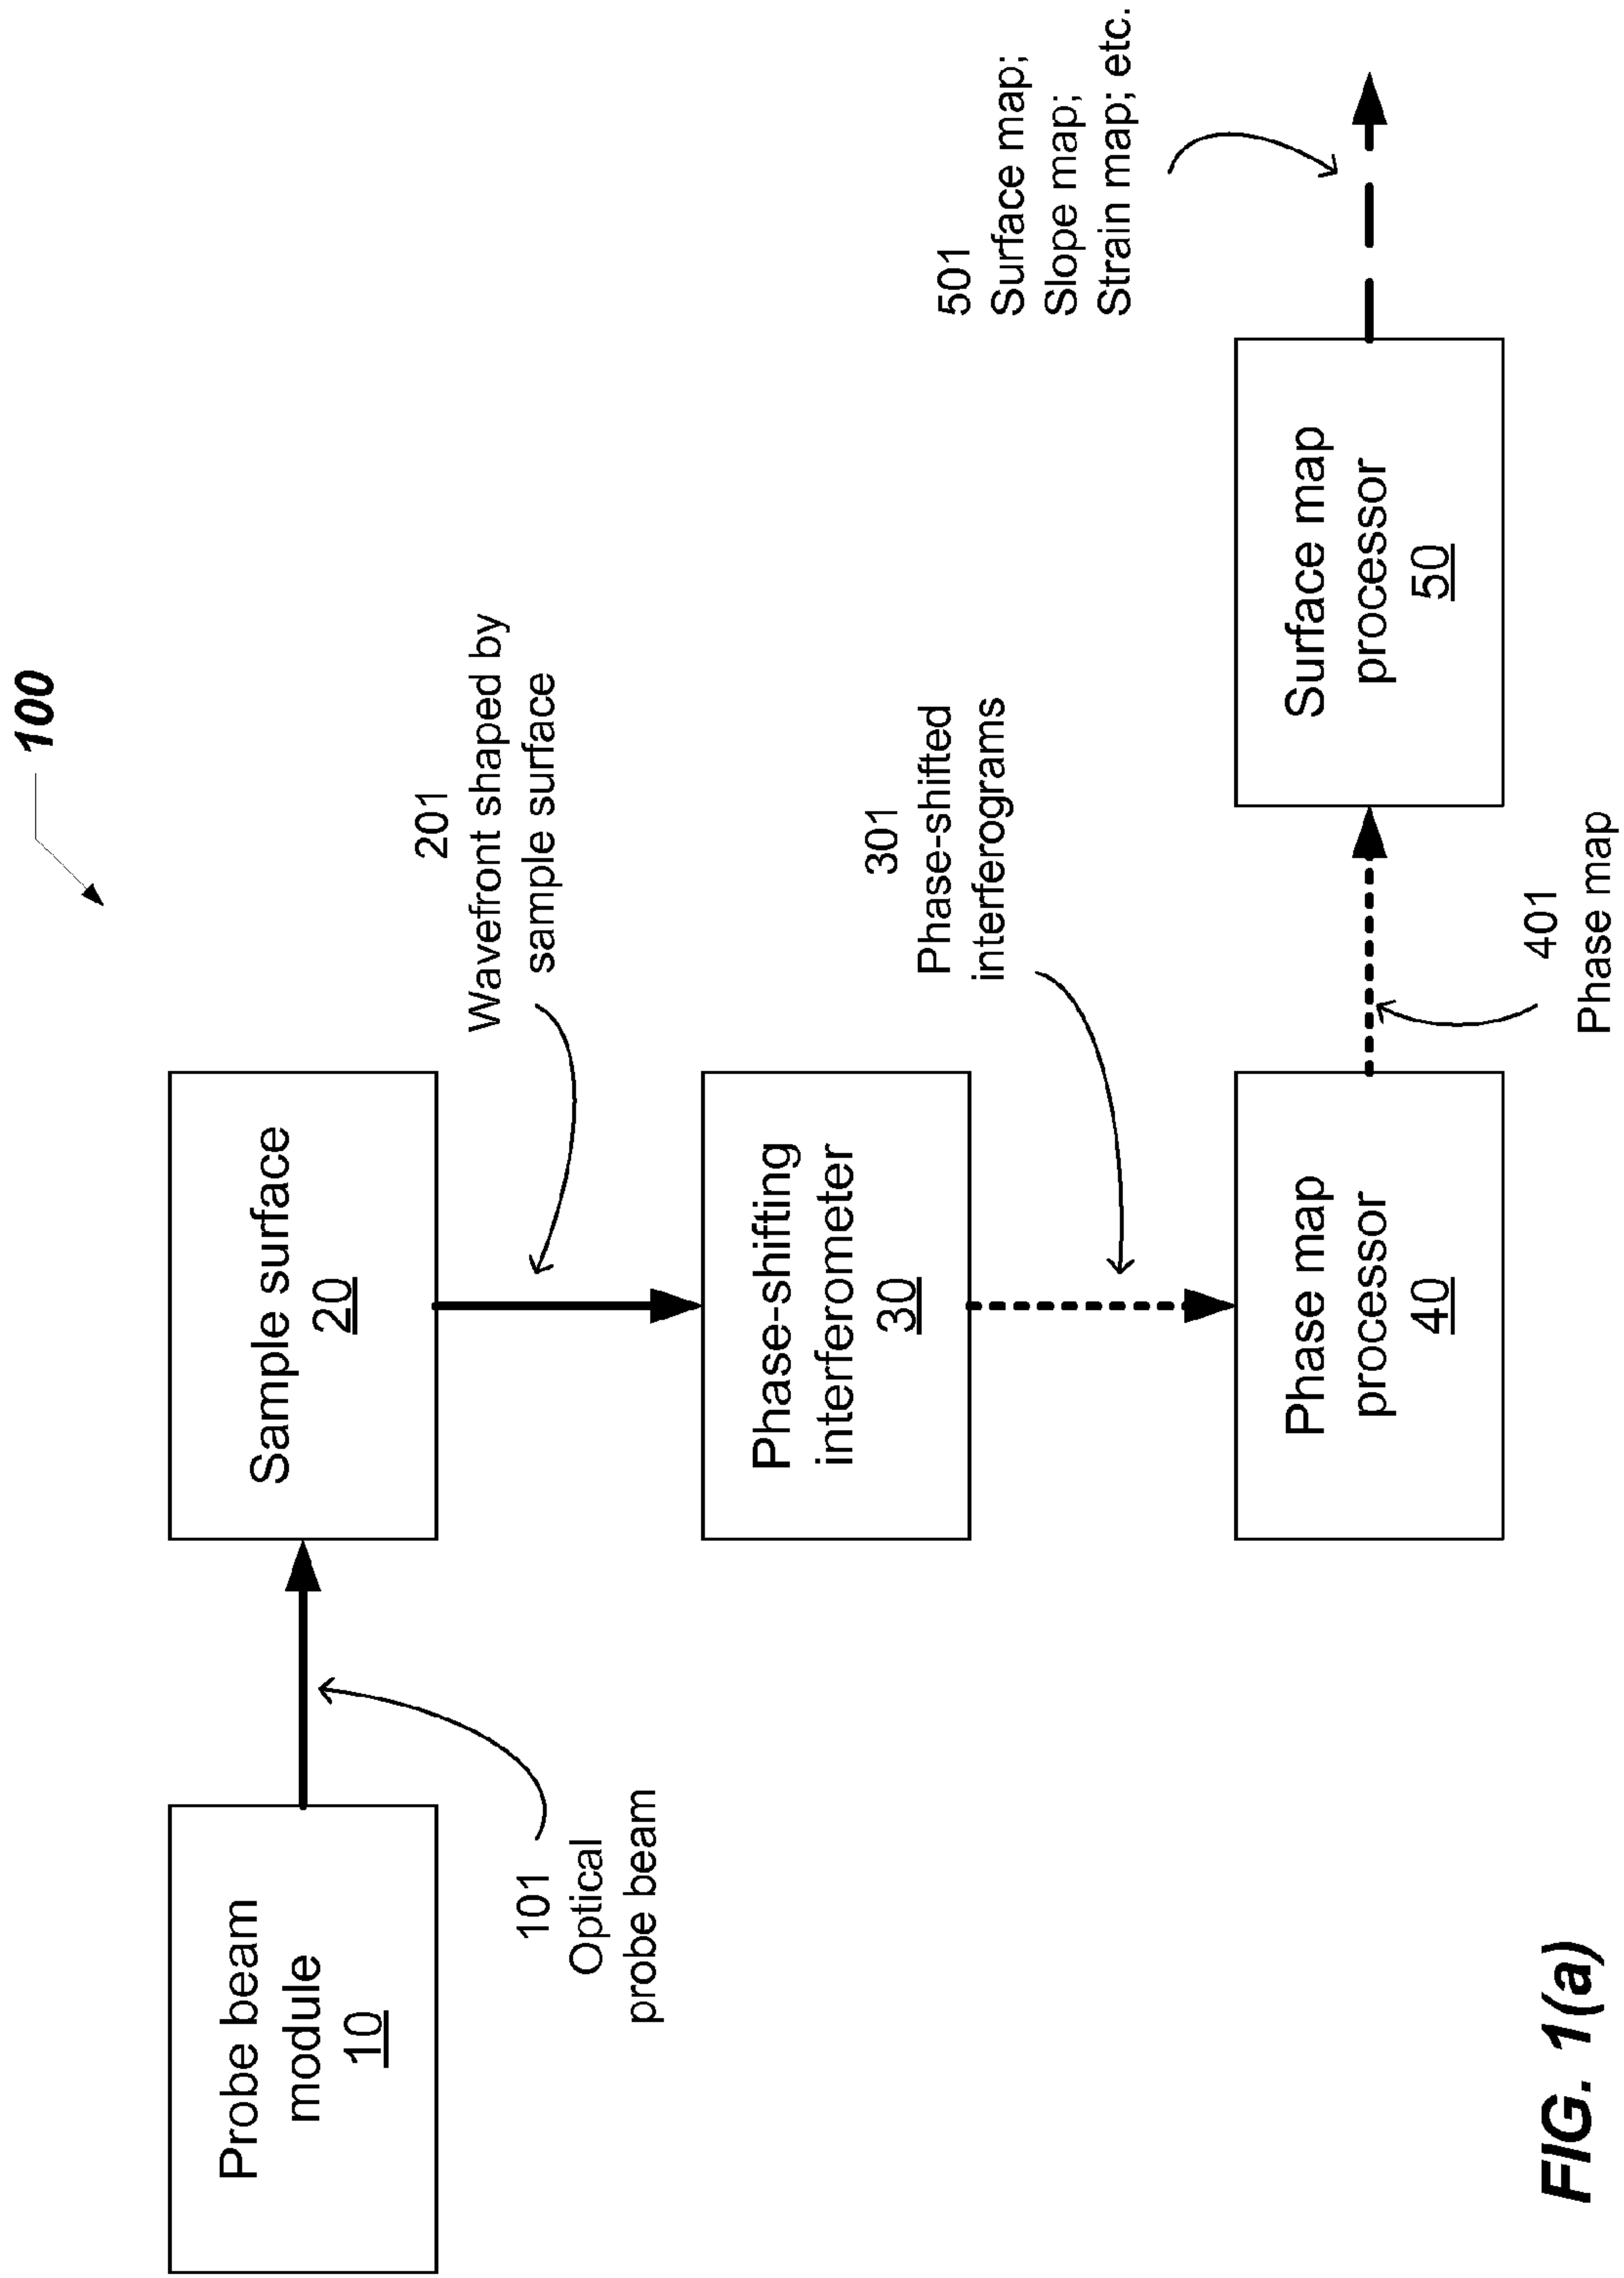 100
Probe beam
module
10
101
Optical
probe beam
Sample surface
20
201
Wavefront shaped by
sample surface
Phase-shifting
interferometer
30
301
Phase-shifted
interferograms
Phase map
processor
40
401
Phase map
Surface map
processor
50
501
Surface map;
Slope map;
Strain map; etc.
FIG. 1(a)